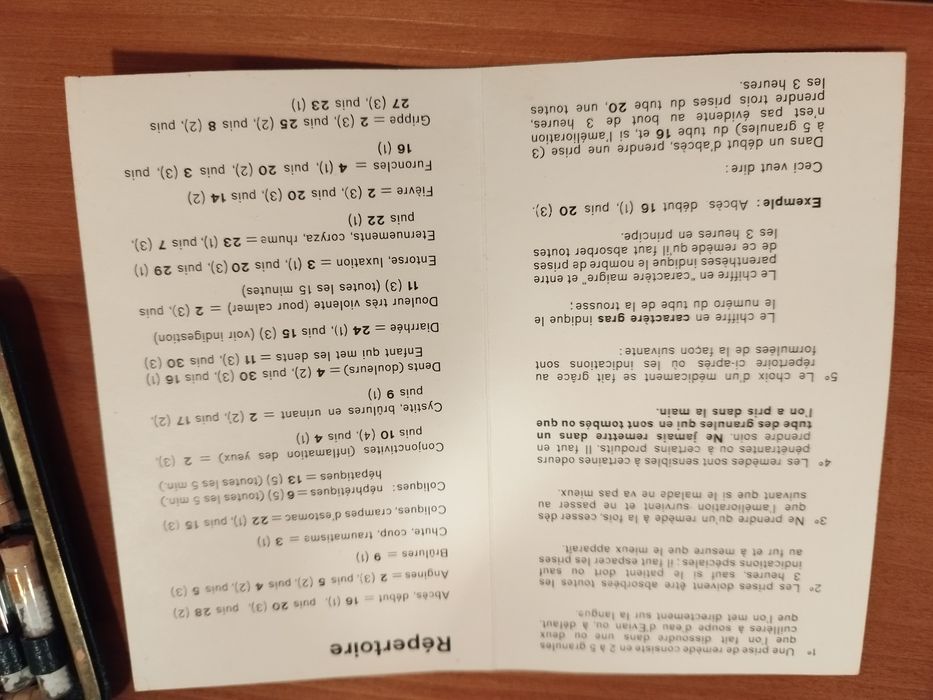 1° Une prise de remède consiste en 2 à 5 granules
que l'on fait dissoudre dans une ou deux
cuillères à soupe d'eau d'Evian ou, à défaut,
que l'on met directement sur la langue.
2° Les prises doivent être absorbées toutes les
3 heures, sauf si le patient dort ou sauf
indications spéciales : il faut espacer les prises
au fur et à mesure que le mieux apparaît.
3° Ne prendre qu'un remède à la fois, cesser dès
que l'amélioration survient et ne passer au
suivant que si le malade ne va pas mieux.
4° Les remèdes sont sensibles à certaines odeurs
pénétrantes ou à certains produits, il faut en
prendre soin. Ne jamais remettre dans un
tube des granules qui en sont tombés ou que
l'on a pris dans la main.
5° Le choix d'un médicament se fait grâce au
répertoire ci-après où les indications sont
formulées de la façon suivante :
Le chiffre en caractère gras indique le
le numéro du tube de la trousse ;
Le chiffre en "caractère maigre" et entre
parenthèses indique le nombre de prises
de ce remède qu'il faut absorber toutes
les 3 heures en principe.
Exemple : Abcès, début 16 (1), puis 20 (3).
Ceci veut dire :
Dans un début d'abcès, prendre une prise (3
à 5 granules) du tube 16 et, si l'amélioration
n'est pas évidente au bout de 3 heures,
prendre trois prises du tube 20, une toutes
les 3 heures.
Répertoire
Abcès, début = 16 (1), puis 20 (3), puis 28 (2)
Angines = 2 (3), puis 5 (2), puis 4 (2), puis 5 (3)
Brûlures = 9 (1)
Chute, coup, traumatisme = 3 (1)
Coliques, crampes d'estomac = 22 (1), puis 15 (3)
Coliques : néphrétiques = 6 (5) (toutes les 5 min.)
hépatiques = 13 (5) (toutes les 5 min.)
Conjonctivites (inflamation des yeux) = 2 (3),
puis 10 (4), puis 4 (1)
Cystite, brûlures en urinant = 2 (2), puis 17 (2),
puis 9 (1)
Dents (douleurs) = 4 (2), puis 30 (3), puis 16 (1)
Enfant qui met les dents = 11 (3), puis 30 (3)
Diarrhée = 24 (1), puis 15 (3) (voir indigestion)
Douleur très violente (pour calmer) = 2 (3), puis
11 (3) (toutes les 15 minutes)
Entorse, luxation = 3 (1), puis 20 (3), puis 29 (1)
Eternuements, coryza, rhume = 23 (1), puis 7 (3),
puis 22 (1)
Fièvre = 2 (3), puis 20 (3), puis 14 (2)
Furoncles = 4 (1), puis 20 (2), puis 3 (3), puis
16 (1)
Grippe = 2 (3), puis 25 (2), puis 8 (2), puis
27 (3), puis 23 (1)